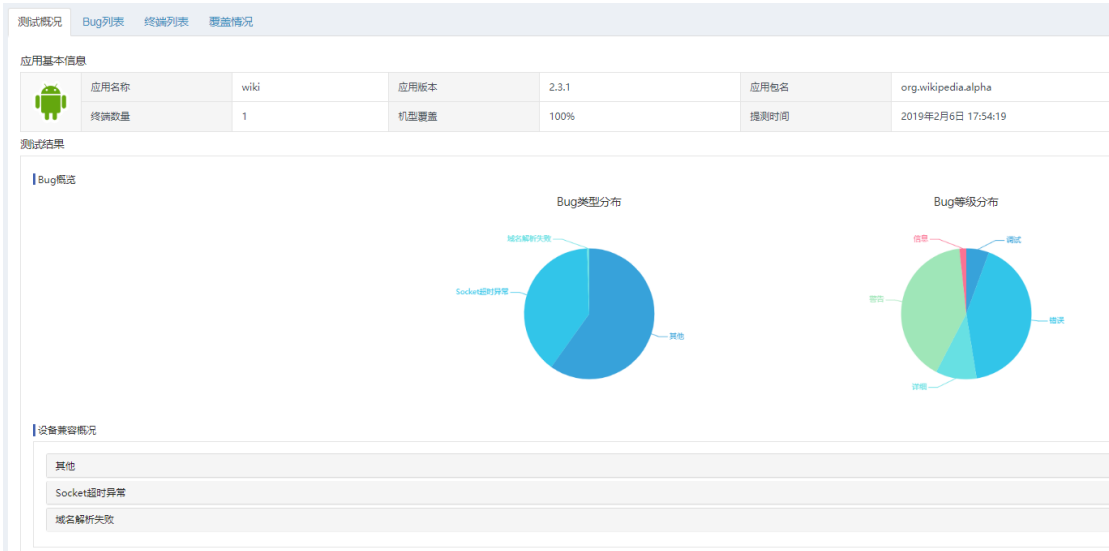 测试概况 Bug列表 终端列表 覆盖情况
应用基本信息
应用名称 wiki 应用版本 2.3.1 应用包名 org.wikipedia.alpha
终端数量 1 机型覆盖 100% 提测时间 2019年2月6日 17:54:19
测试结果
Bug概览
Bug类型分布 Bug等级分布
域名解析失败 信息 调试
Socket超时异常 警告
其他 错误
详细
设备兼容概况
其他
Socket超时异常
域名解析失败